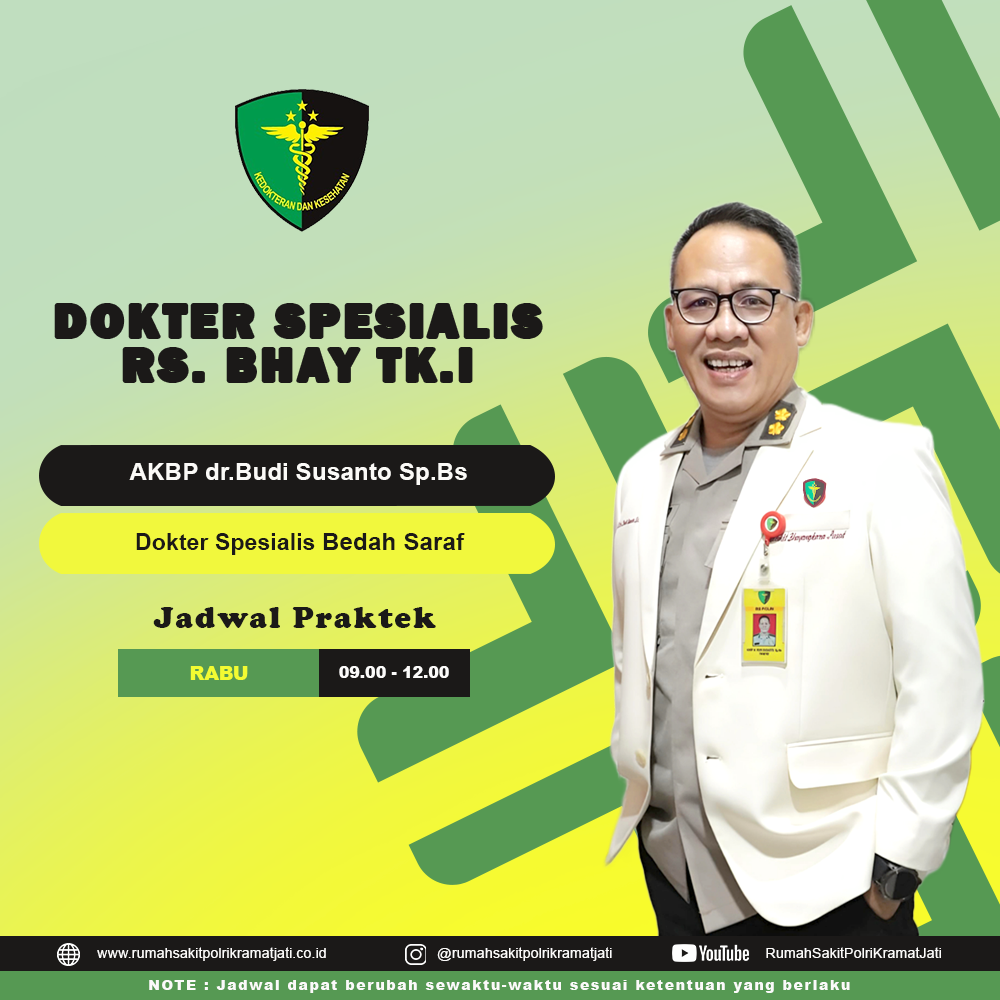 KEDOKTERAN DAN KESEHATAN
DOKTER SPESIALIS
RS. BHAY TK.I
AKBP dr.Budi Susanto Sp.Bs
Dokter Spesialis Bedah Saraf
Jadwal Praktek
RABU 09.00 - 12.00
RS POLRI
www.rumahsakitpolrikramatjati.co.id @rumahsakitpolrikramatjati YouTube RumahSakitPolriKramatJati
NOTE : Jadwal dapat berubah sewaktu-waktu sesuai ketentuan yang berlaku